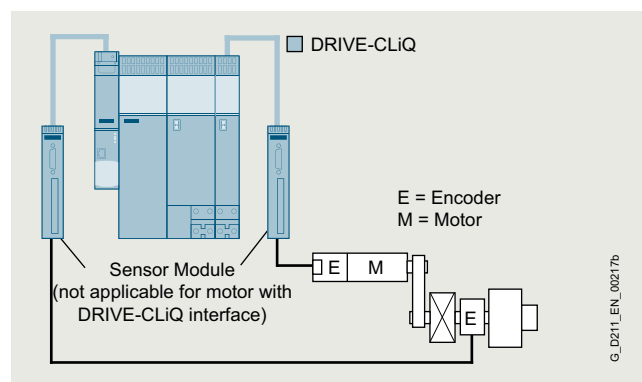 DRIVE-CLiQ
E = Encoder
M = Motor
Sensor Module
(not applicable for motor with
DRIVE-CLiQ interface)
E M
E
G_D211_EN_00217b